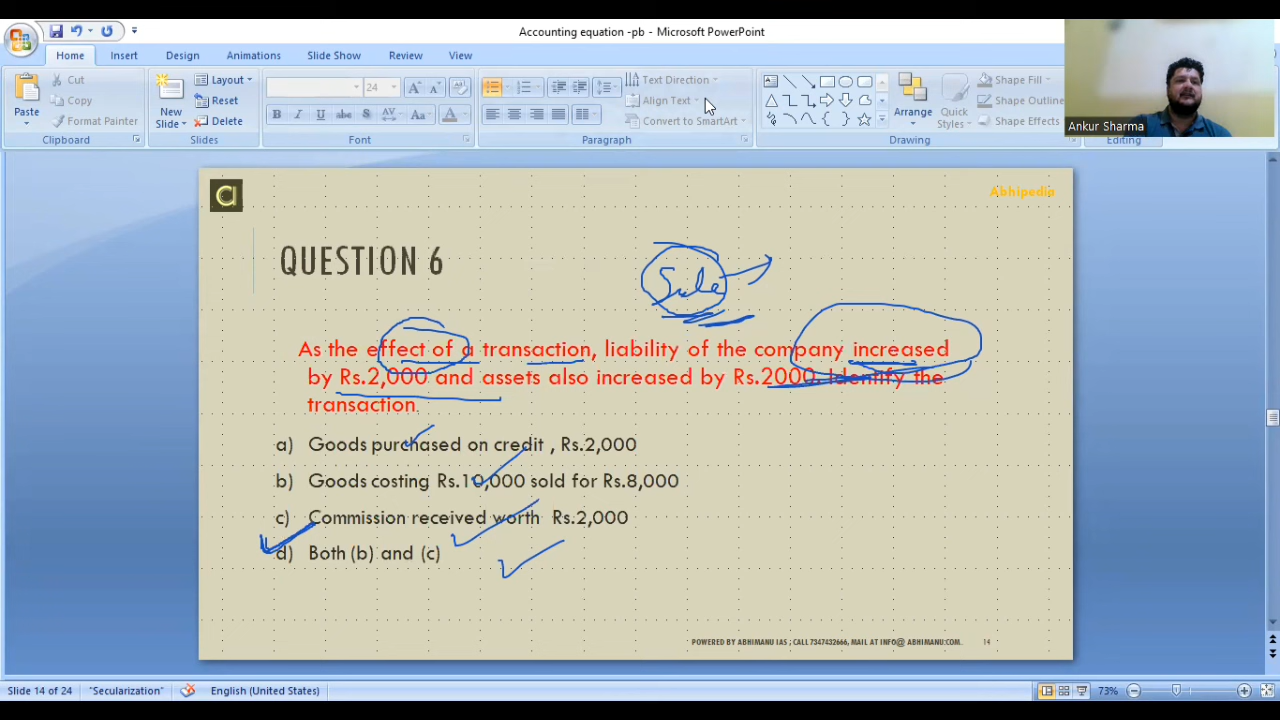 Accounting equation -pb - Microsoft PowerPoint
Home Insert Design Animations Slide Show Review View
Paste
Cut
Copy
Format Painter
Clipboard
New Slide
Layout
Reset
Delete
Slides
24
B I U abc S AV Aa A
Font
Text Direction
Align Text
Convert to SmartArt
Paragraph
Arrange
Quick Styles
Shape Fill
Shape Outline
Shape Effects
Drawing
Editing
Ankur Sharma
a
Abhipedia
QUESTION 6
Sale
As the effect of a transaction, liability of the company increased
by Rs.2,000 and assets also increased by Rs.2000. Identify the
transaction.
a) Goods purchased on credit , Rs.2,000
b) Goods costing Rs.10,000 sold for Rs.8,000
c) Commission received worth Rs.2,000
d) Both (b) and (c)
POWERED BY ABHIMANU IAS ; CALL 7347432666, MAIL AT INFO@ ABHIMANU.COM. 14
Slide 14 of 24 "Secularization" English (United States) 73%